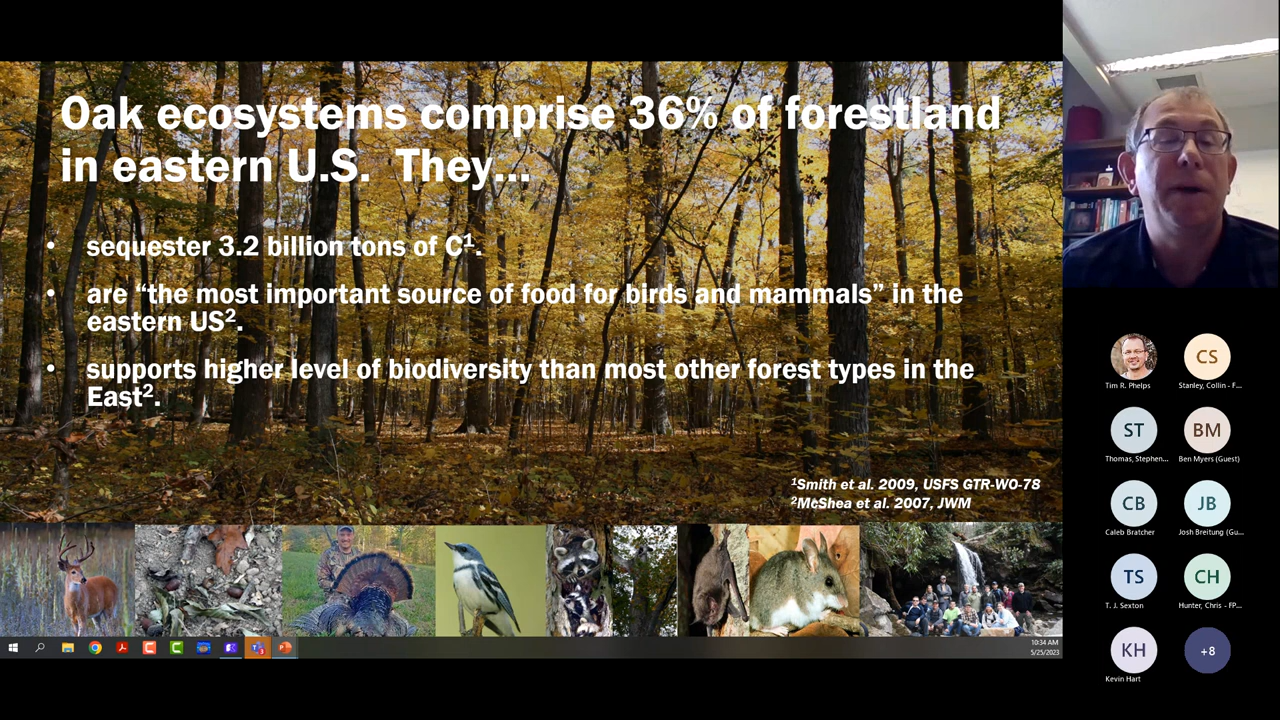 Oak ecosystems comprise 36% of forestland
in eastern U.S. They...
• sequester 3.2 billion tons of C¹.
• are “the most important source of food for birds and mammals” in the
eastern US².
• supports higher level of biodiversity than most other forest types in the
East².
¹Smith et al. 2009, USFS GTR-WO-78
²McShea et al. 2007, JWM
10:34 AM
5/25/2023
Tim R. Phelps
CS
Stanley, Collin - F...
ST
Thomas, Stephen...
BM
Ben Myers (Guest)
CB
Caleb Bratcher
JB
Josh Breitung (Gu...
TS
T. J. Sexton
CH
Hunter, Chris - FP...
KH
Kevin Hart
+8